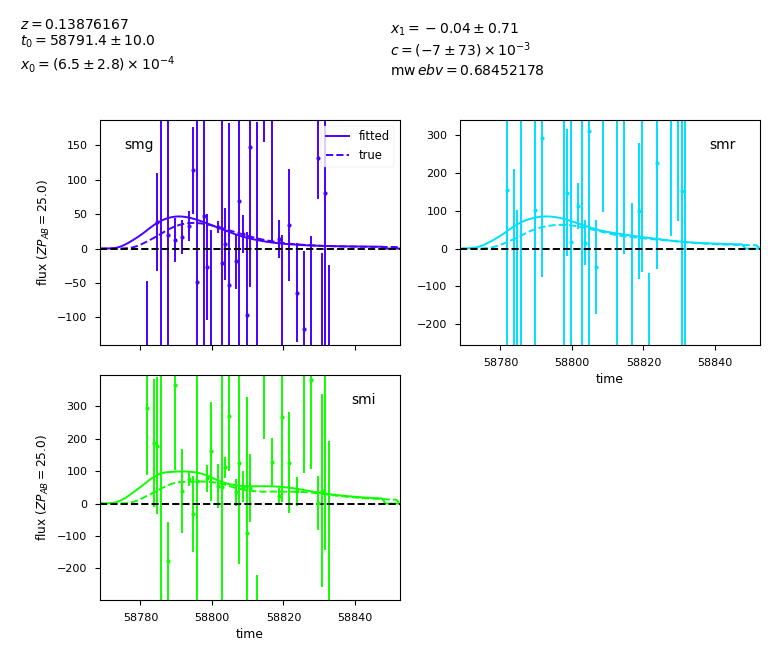 z = 0.13876167
t₀ = 58791.4 ± 10.0
x₀ = (6.5 ± 2.8) × 10⁻⁴
x₁ = −0.04 ± 0.71
c = (−7 ± 73) × 10⁻³
mw ebv = 0.68452178
smg
fitted
true
150
100
50
0
−50
−100
flux (ZP_AB = 25.0)
smr
300
200
100
0
−100
−200
58780 58800 58820 58840
time
smi
300
200
100
0
−100
−200
flux (ZP_AB = 25.0)
58780 58800 58820 58840
time